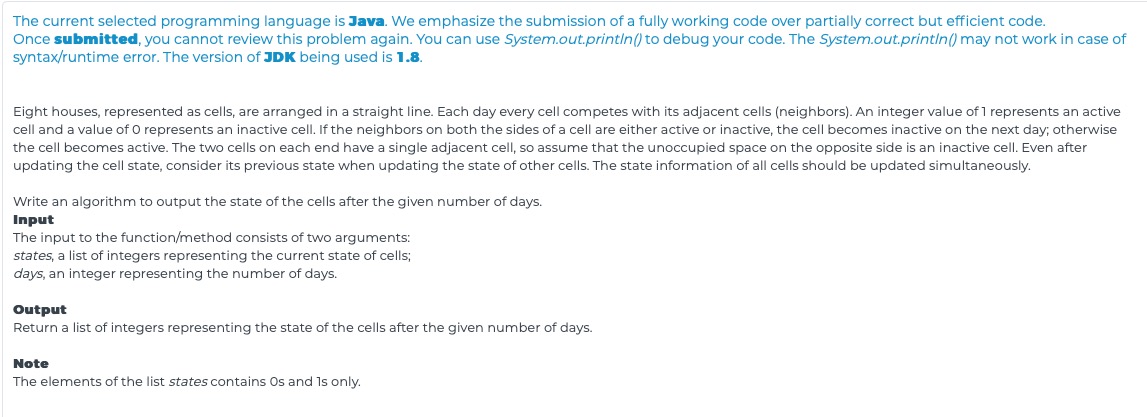 The current selected programming language is Java. We emphasize the submission of a fully working code over partially correct but efficient code.
Once submitted, you cannot review this problem again. You can use System.out.println() to debug your code. The System.out.println() may not work in case of
syntax/runtime error. The version of JDK being used is 1.8.
Eight houses, represented as cells, are arranged in a straight line. Each day every cell competes with its adjacent cells (neighbors). An integer value of 1 represents an active
cell and a value of 0 represents an inactive cell. If the neighbors on both the sides of a cell are either active or inactive, the cell becomes inactive on the next day; otherwise
the cell becomes active. The two cells on each end have a single adjacent cell, so assume that the unoccupied space on the opposite side is an inactive cell. Even after
updating the cell state, consider its previous state when updating the state of other cells. The state information of all cells should be updated simultaneously.
Write an algorithm to output the state of the cells after the given number of days.
Input
The input to the function/method consists of two arguments:
states, a list of integers representing the current state of cells;
days, an integer representing the number of days.
Output
Return a list of integers representing the state of the cells after the given number of days.
Note
The elements of the list states contains 0s and 1s only.